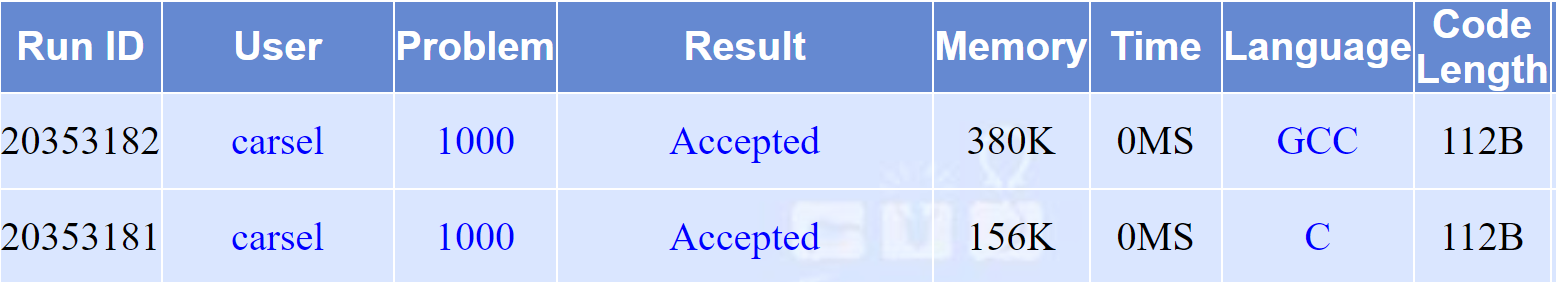 Run ID User Problem Result Memory Time Language Code Length
20353182 carsel 1000 Accepted 380K 0MS GCC 112B
20353181 carsel 1000 Accepted 156K 0MS C 112B